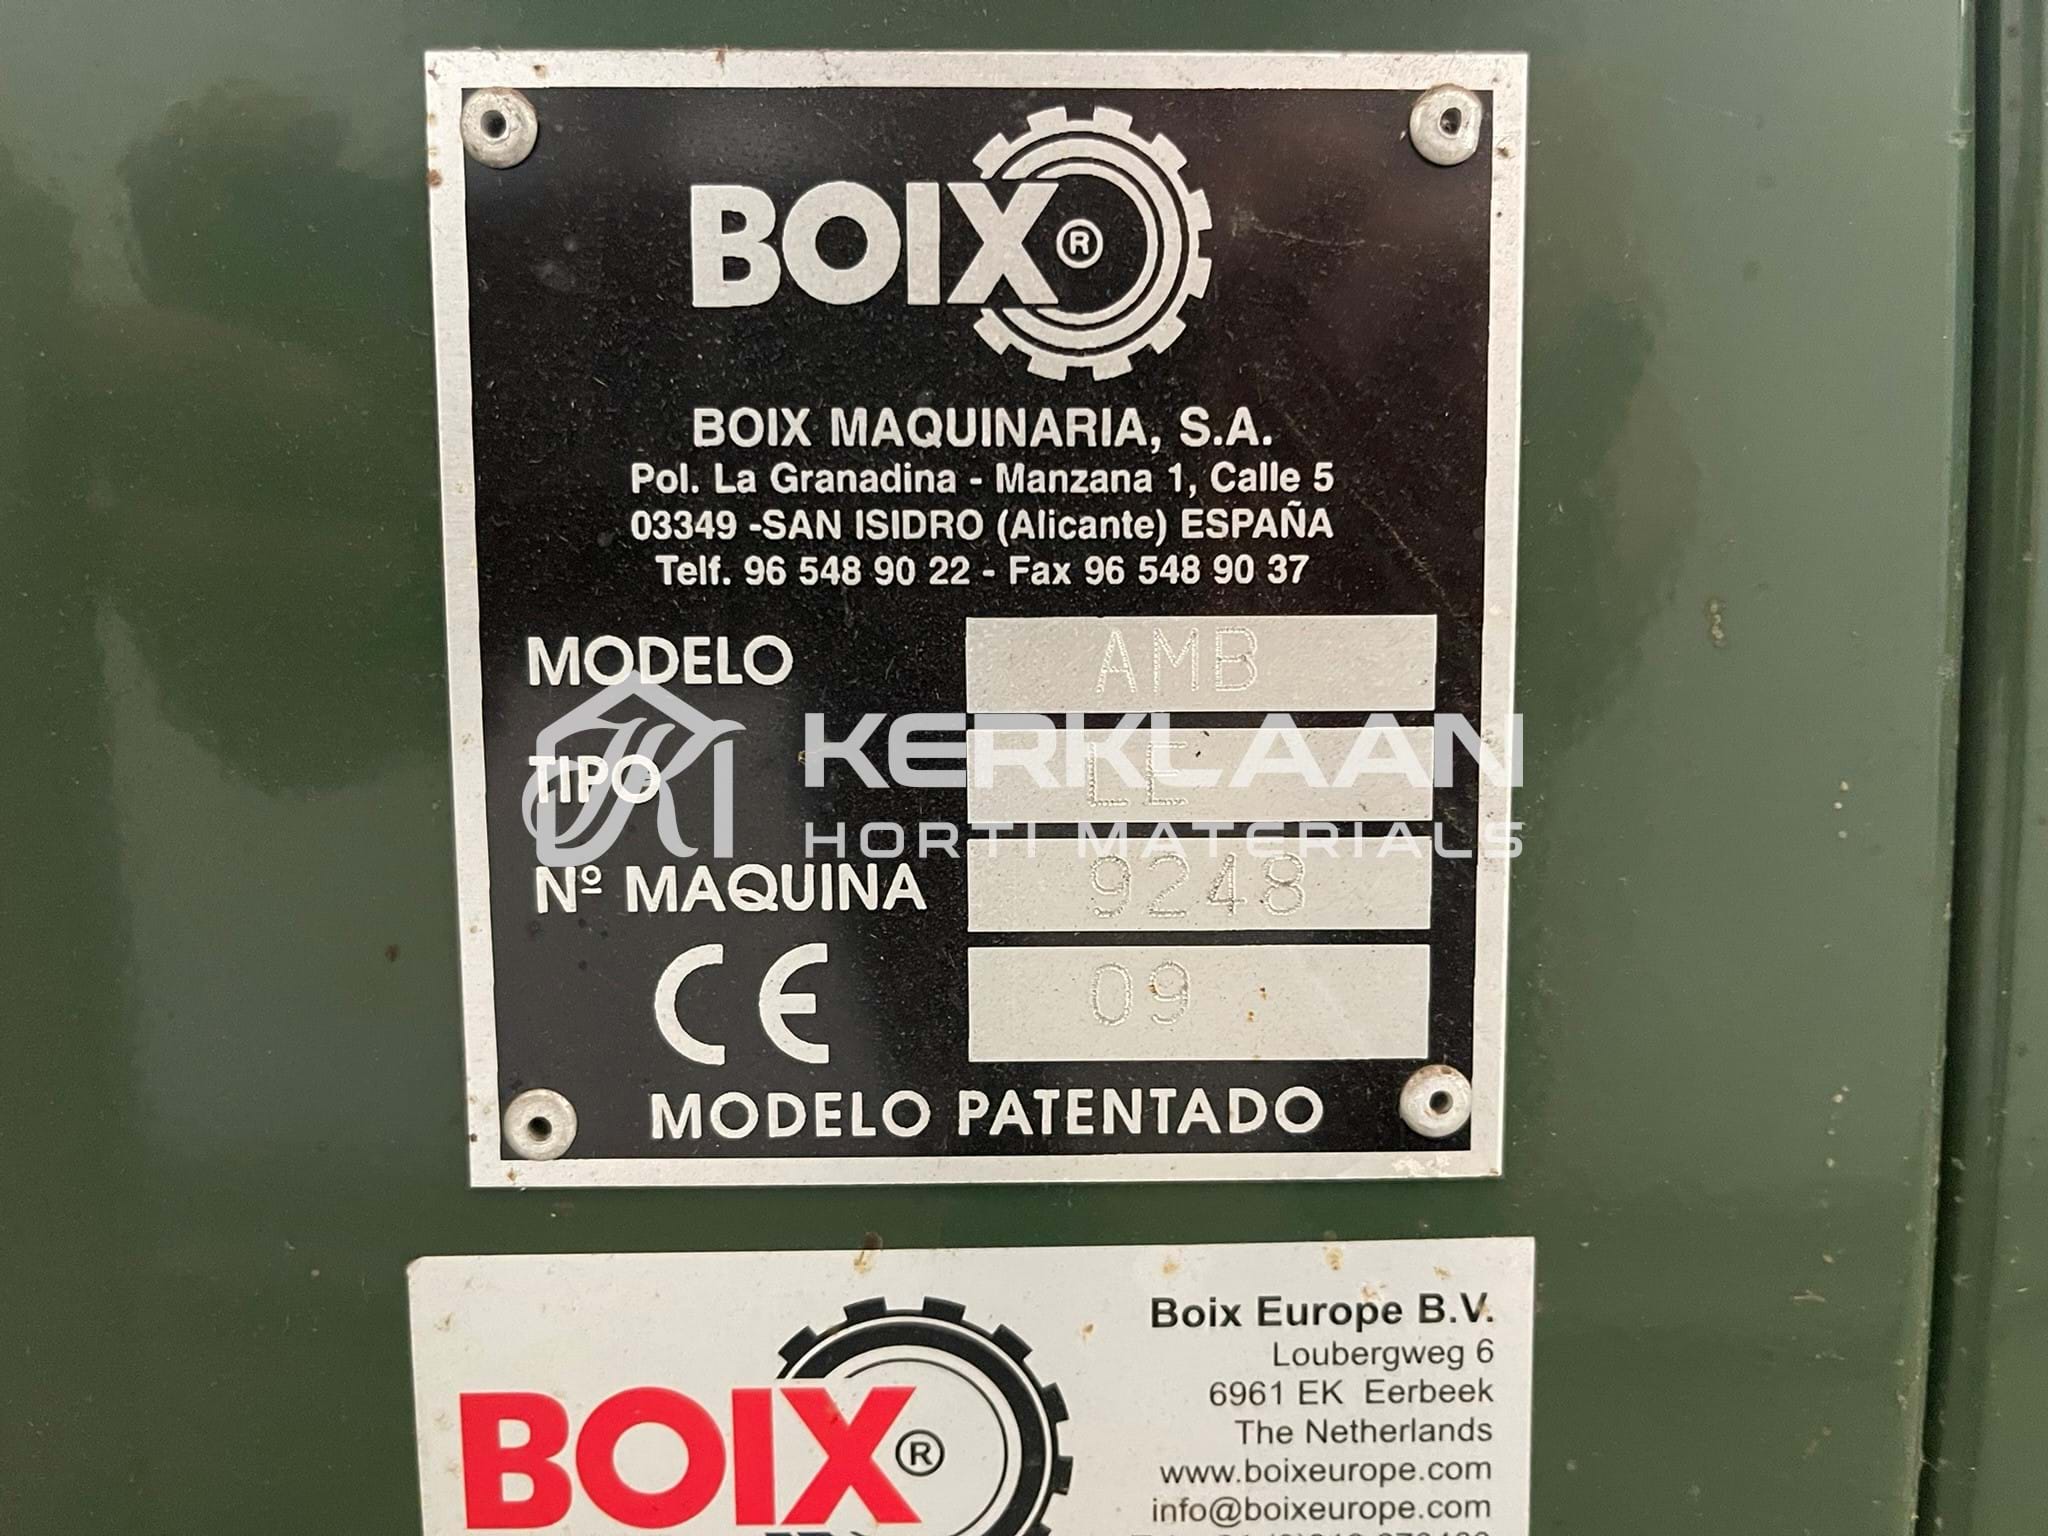 BOIX®
BOIX MAQUINARIA, S.A.
Pol. La Granadina - Manzana 1, Calle 5
03349 -SAN ISIDRO (Alicante) ESPAÑA
Telf. 96 548 90 22 - Fax 96 548 90 37
MODELO AMB
KERKLAAN
TIPO LE
HORTI MATERIALS
Nº MAQUINA 9248
CE 09
MODELO PATENTADO
Boix Europe B.V.
Loubergweg 6
6961 EK Eerbeek
The Netherlands
BOIX®
www.boixeurope.com
info@boixeurope.com